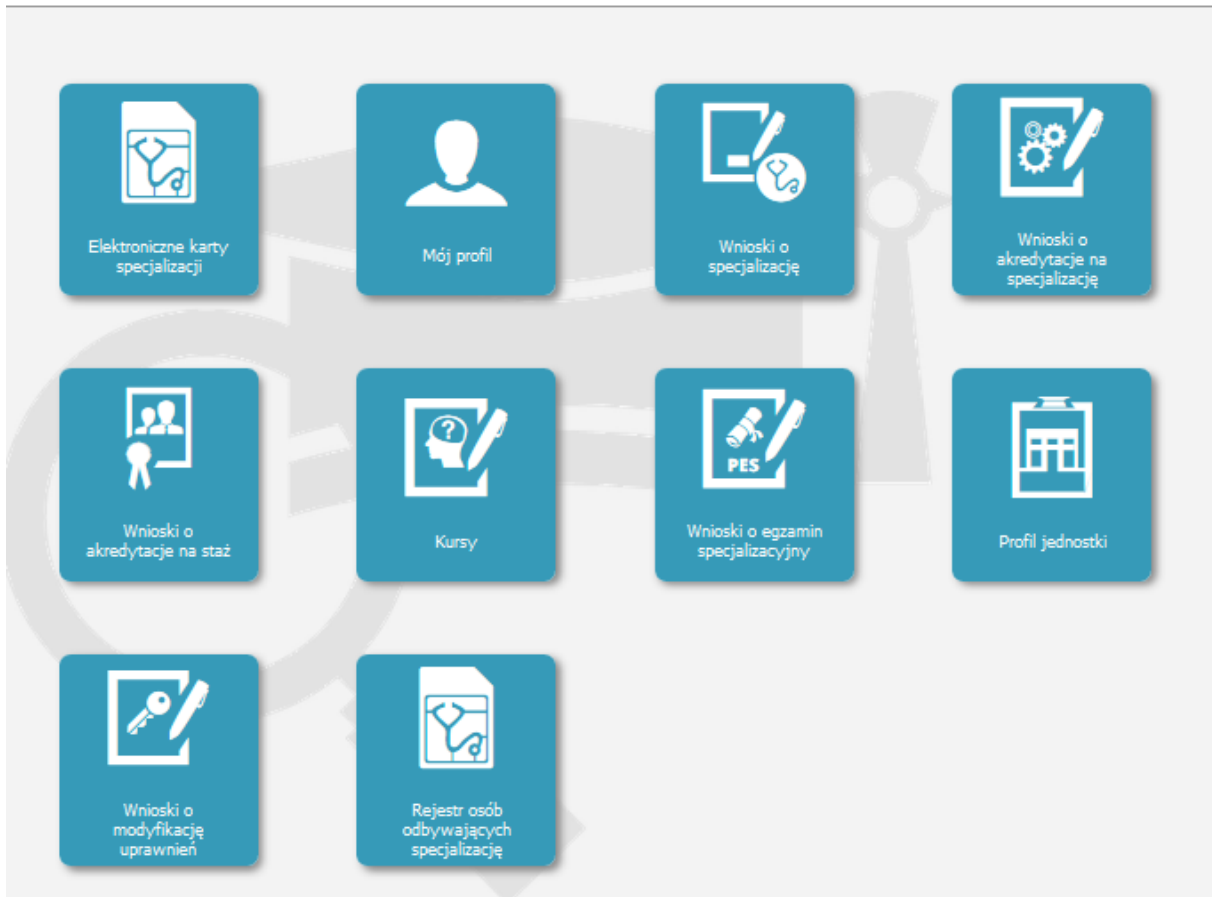 Elektroniczne karty
specjalizacji
Mój profil
Wnioski o
specjalizację
Wnioski o
akredytacje na
specjalizację
Wnioski o
akredytacje na staż
?
Kursy
PES
Wnioski o egzamin
specjalizacyjny
Profil jednostki
Wnioski o
modyfikację
uprawnień
Rejestr osób
odbywających
specjalizację